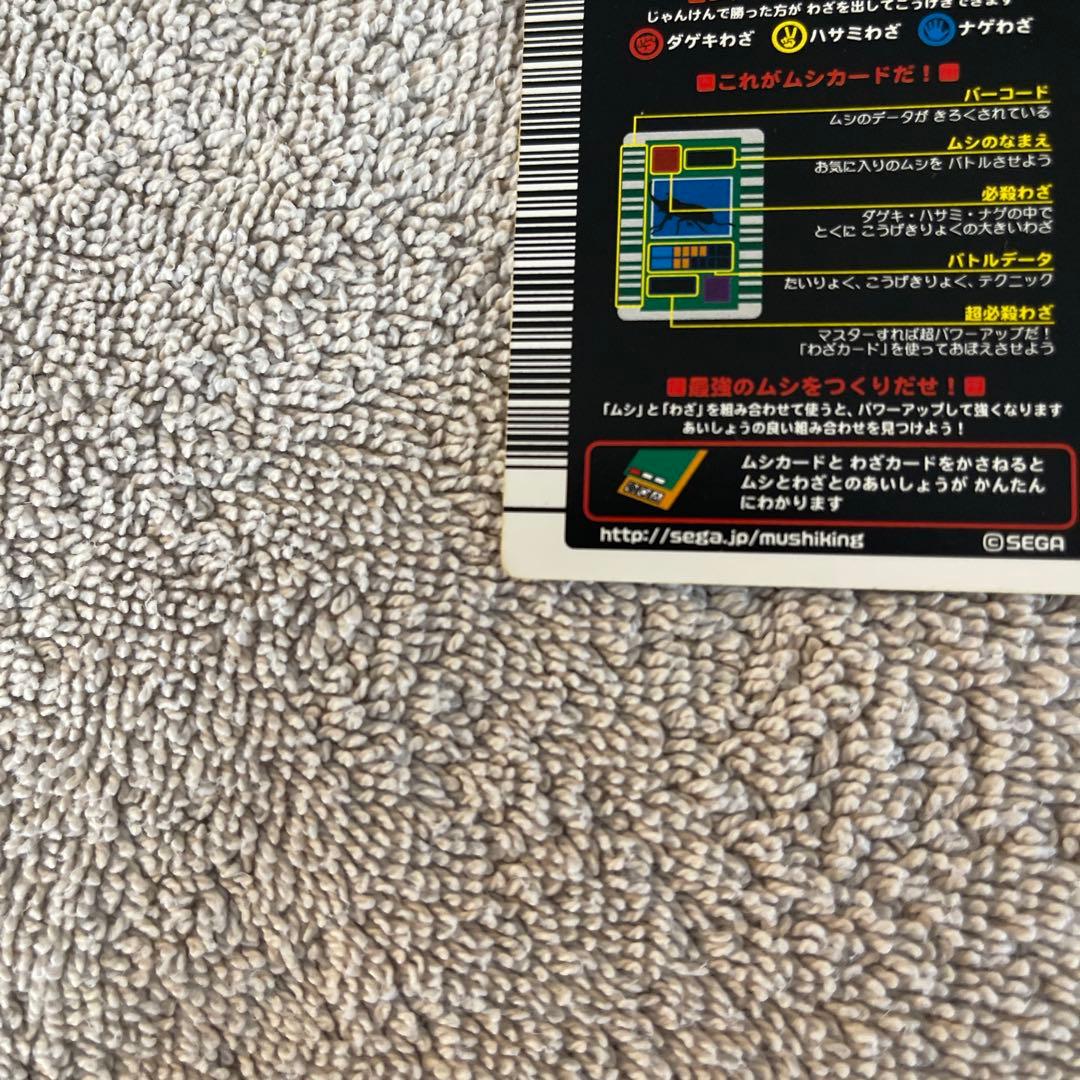 じゃんけんで勝った方が わざを出してこうげきできます
ダゲキわざ ハサミわざ ナゲわざ
これがムシカードだ！
バーコード
ムシのデータが きろくされている
ムシのなまえ
お気に入りのムシを バトルさせよう
必殺わざ
ダゲキ・ハサミ・ナゲの中で
とくに こうげきりょくの大きいわざ
バトルデータ
たいりょく、こうげきりょく、テクニック
超必殺わざ
マスターすれば超パワーアップだ！
「わざカード」を使っておぼえさせよう
最強のムシをつくりだせ！
「ムシ」と「わざ」を組み合わせて使うと、パワーアップして強くなります
あいしょうの良い組み合わせを見つけよう！
ムシカードと わざカードをかさねると
ムシとわざとのあいしょうが かんたん
にわかります
http://sega.jp/mushiking ©SEGA